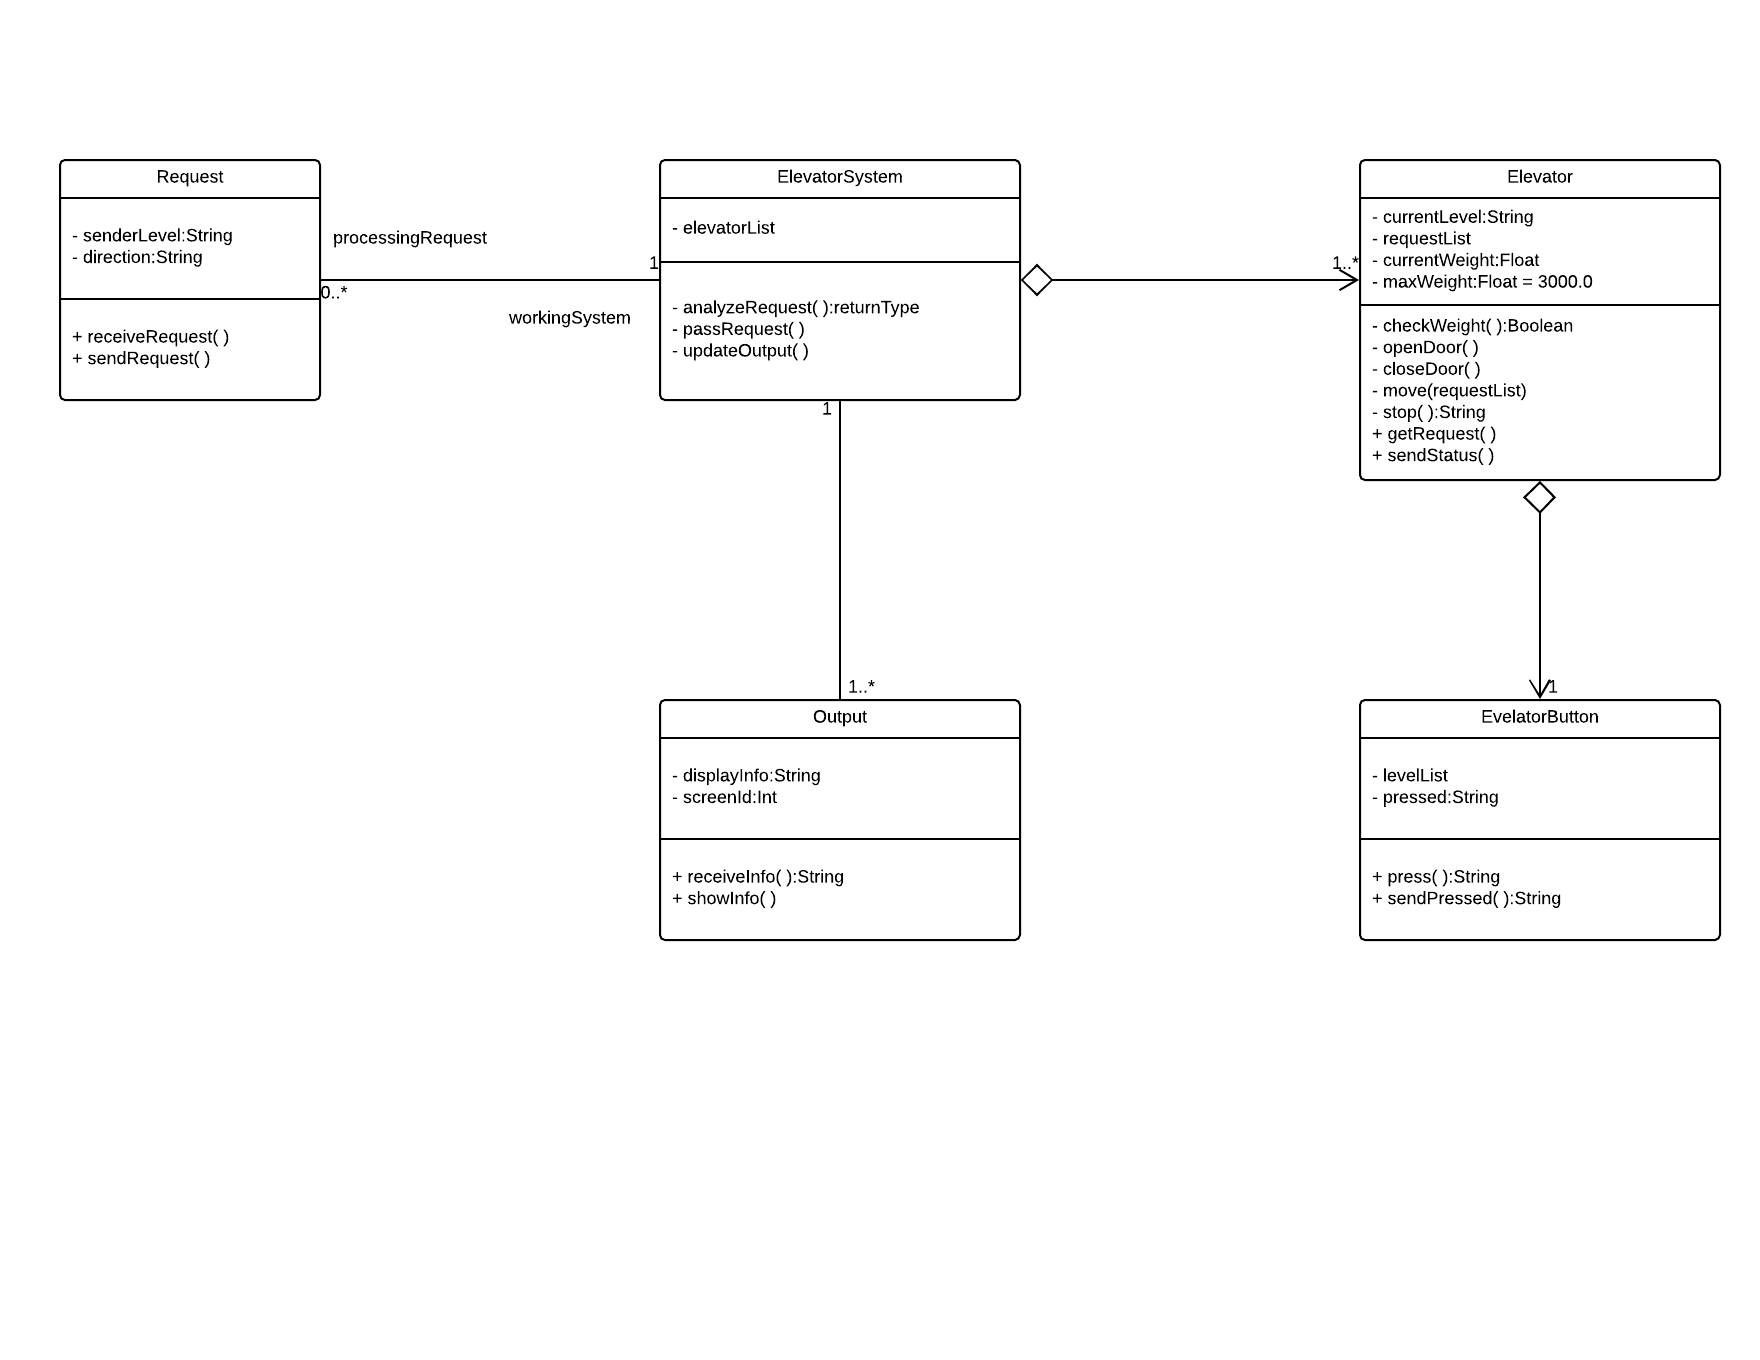 Request
- senderLevel:String
- direction:String
+ receiveRequest( )
+ sendRequest( )
processingRequest
0..*
1
workingSystem
ElevatorSystem
- elevatorList
- analyzeRequest( ):returnType
- passRequest( )
- updateOutput( )
1..*
Elevator
- currentLevel:String
- requestList
- currentWeight:Float
- maxWeight:Float = 3000.0
- checkWeight( ):Boolean
- openDoor( )
- closeDoor( )
- move(requestList)
- stop( ):String
+ getRequest( )
+ sendStatus( )
1
1..*
Output
- displayInfo:String
- screenId:Int
+ receiveInfo( ):String
+ showInfo( )
1
EvelatorButton
- levelList
- pressed:String
+ press( ):String
+ sendPressed( ):String